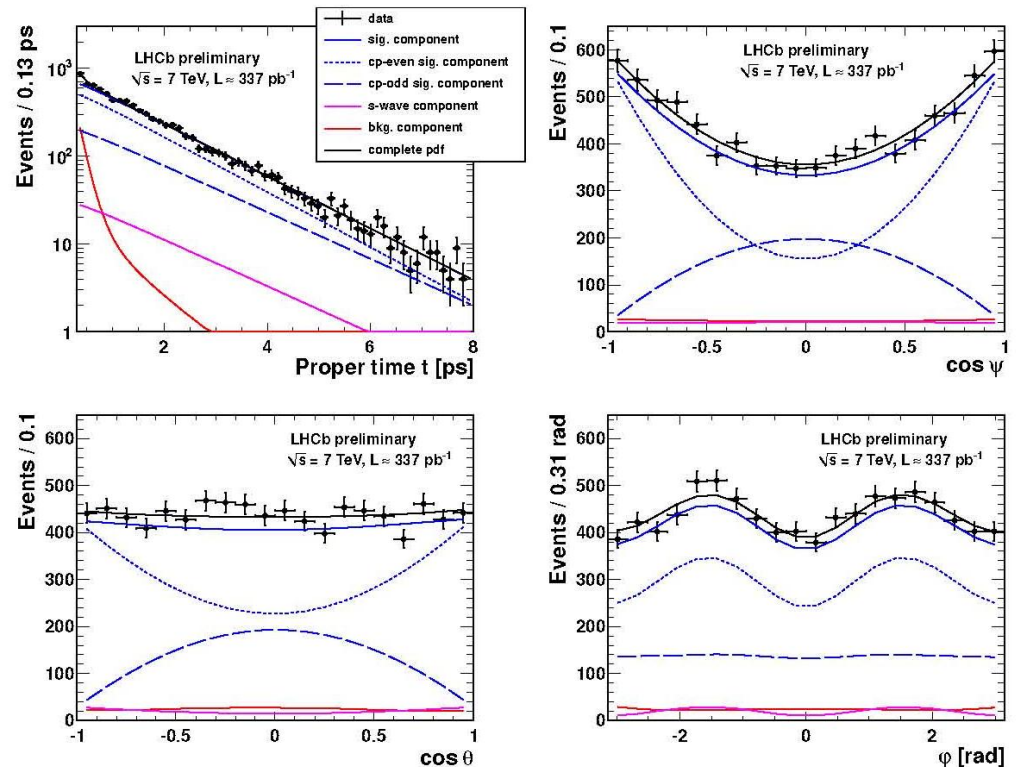 Events / 0.13 ps
10³
10²
10
1
LHCb preliminary
√s = 7 TeV, L ≈ 337 pb⁻¹
2 4 6 8
Proper time t [ps]
data
sig. component
cp-even sig. component
cp-odd sig. component
s-wave component
bkg. component
complete pdf
Events / 0.1
600
500
400
300
200
100
0
LHCb preliminary
√s = 7 TeV, L ≈ 337 pb⁻¹
-1 -0.5 0 0.5 1
cos ψ
Events / 0.1
600
500
400
300
200
100
0
LHCb preliminary
√s = 7 TeV, L ≈ 337 pb⁻¹
-1 -0.5 0 0.5 1
cos θ
Events / 0.31 rad
600
500
400
300
200
100
0
LHCb preliminary
√s = 7 TeV, L ≈ 337 pb⁻¹
-2 0 2
φ [rad]